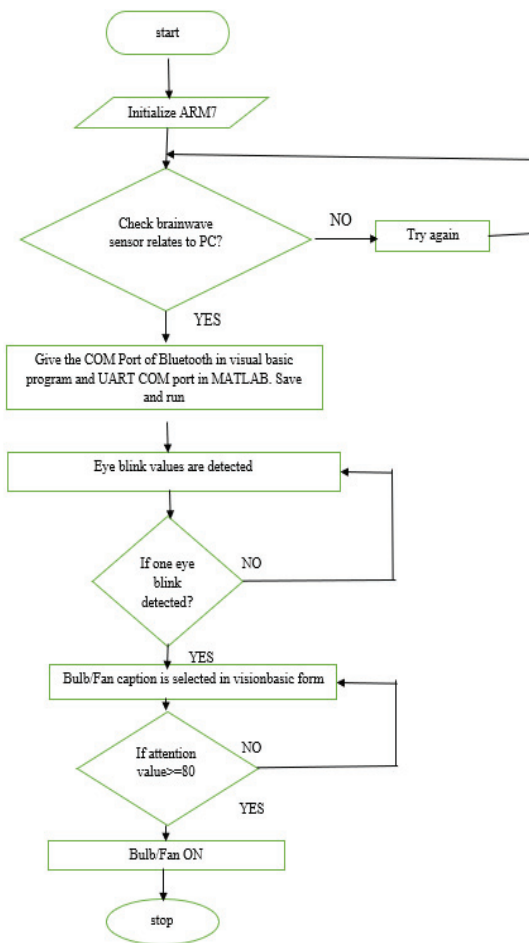 start
Initialize ARM7
Check brainwave
sensor relates to PC?
NO
Try again
YES
Give the COM Port of Bluetooth in visual basic
program and UART COM port in MATLAB. Save
and run
Eye blink values are detected
If one eye
blink
detected?
NO
YES
Bulb/Fan caption is selected in visionbasic form
If attention
value>=80
NO
YES
Bulb/Fan ON
stop